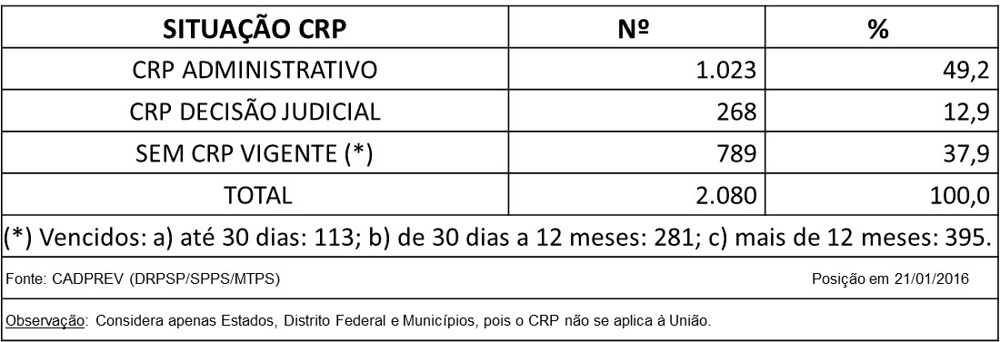 SITUAÇÃO CRP Nº %
CRP ADMINISTRATIVO 1.023 49,2
CRP DECISÃO JUDICIAL 268 12,9
SEM CRP VIGENTE (*) 789 37,9
TOTAL 2.080 100,0
(*) Vencidos: a) até 30 dias: 113; b) de 30 dias a 12 meses: 281; c) mais de 12 meses: 395.
Fonte: CADPREV (DRPSP/SPPS/MTPS) Posição em 21/01/2016
Observação: Considera apenas Estados, Distrito Federal e Municípios, pois o CRP não se aplica à União.